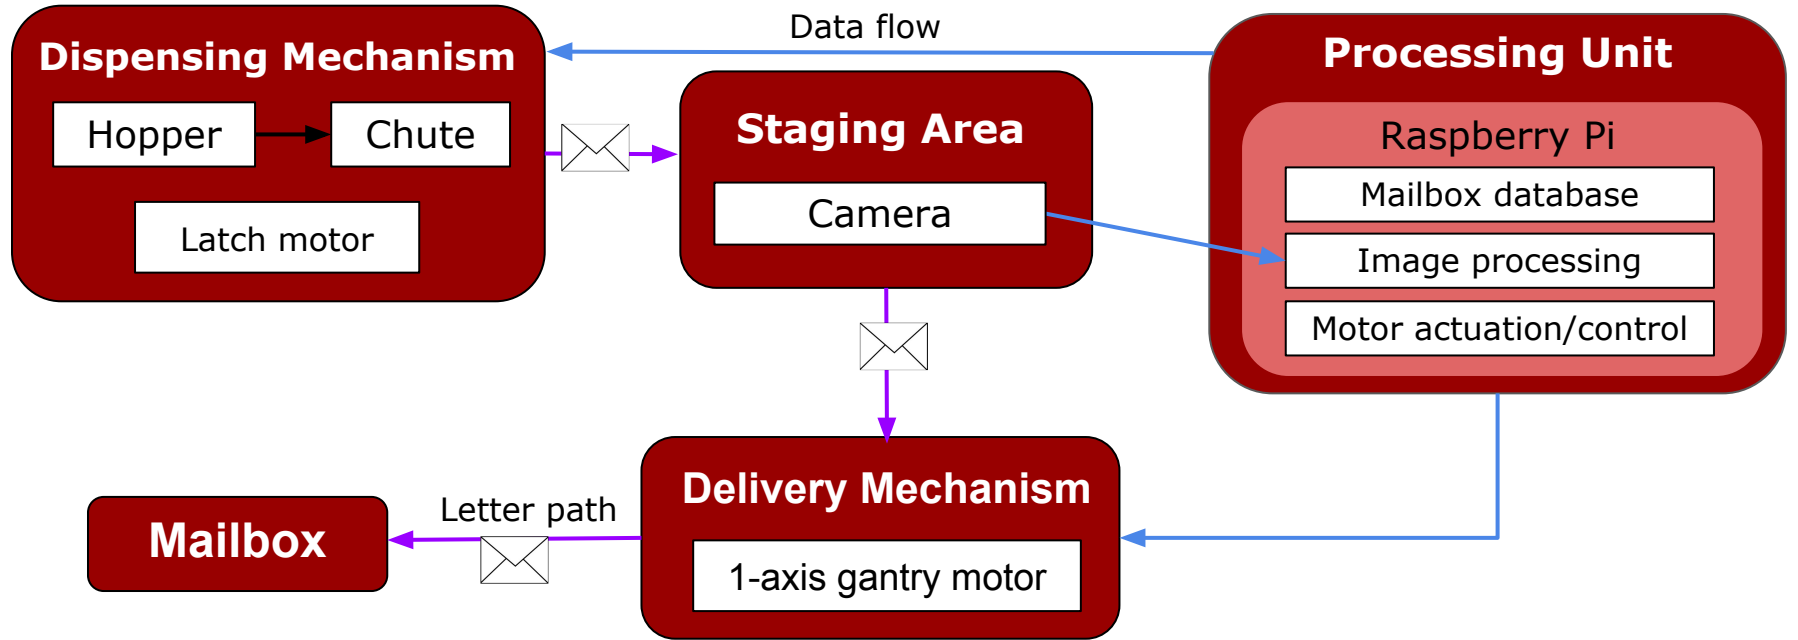 Data flow
Dispensing Mechanism
Hopper
Chute
Latch motor
Staging Area
Camera
Processing Unit
Raspberry Pi
Mailbox database
Image processing
Motor actuation/control
Delivery Mechanism
1-axis gantry motor
Letter path
Mailbox